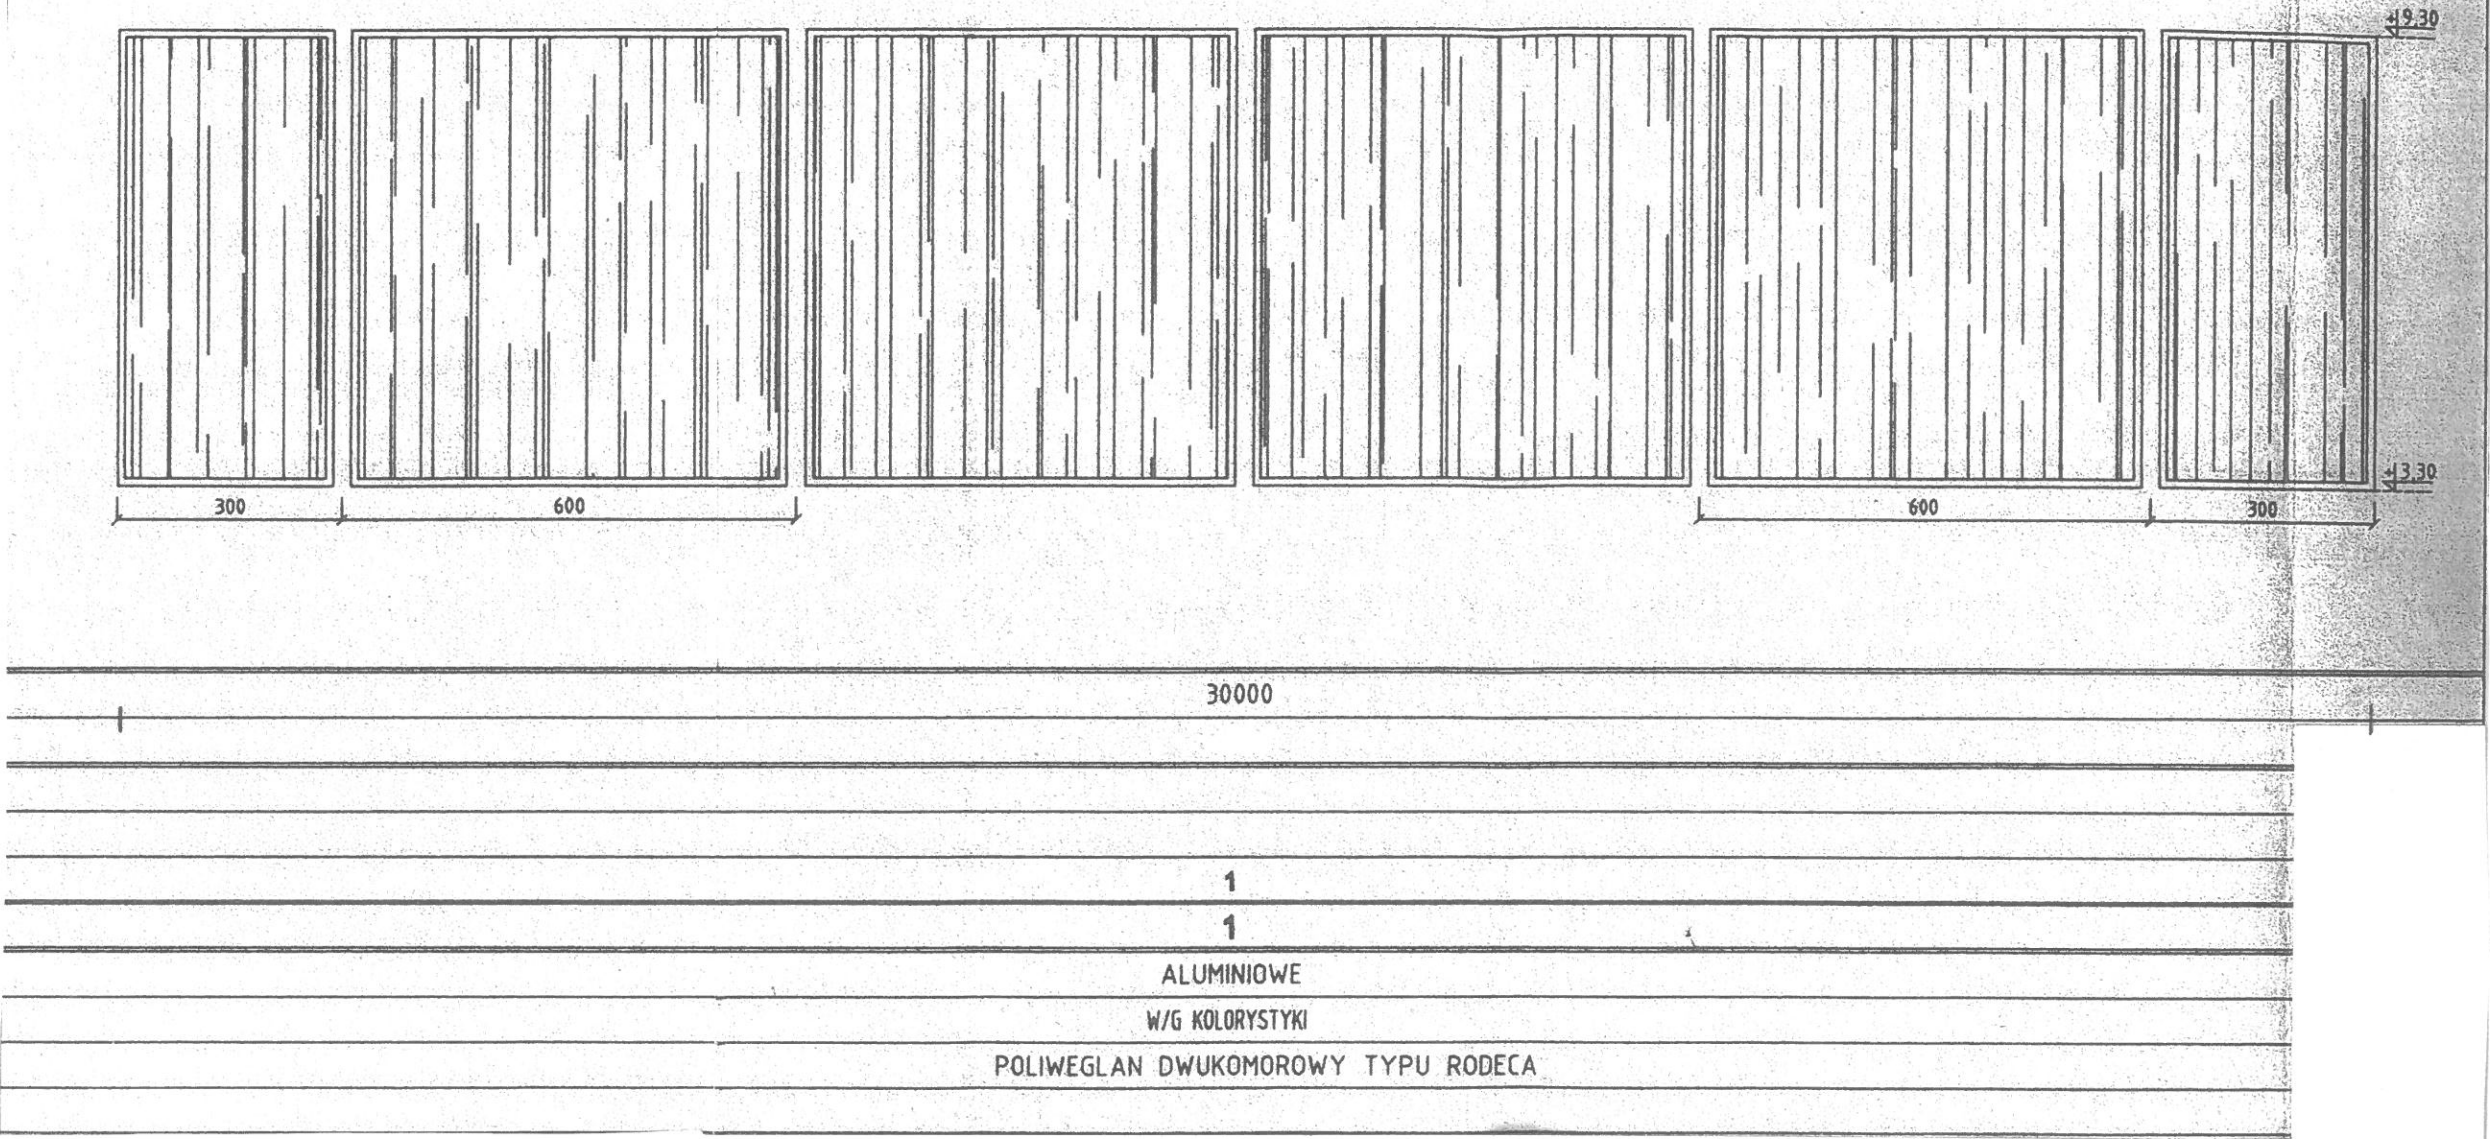 +9,30
+3,30
300 600 600 300
30000
1
1
ALUMINIOWE
W/G KOLORYSTYKI
POLIWEGLAN DWUKOMOROWY TYPU RODECA